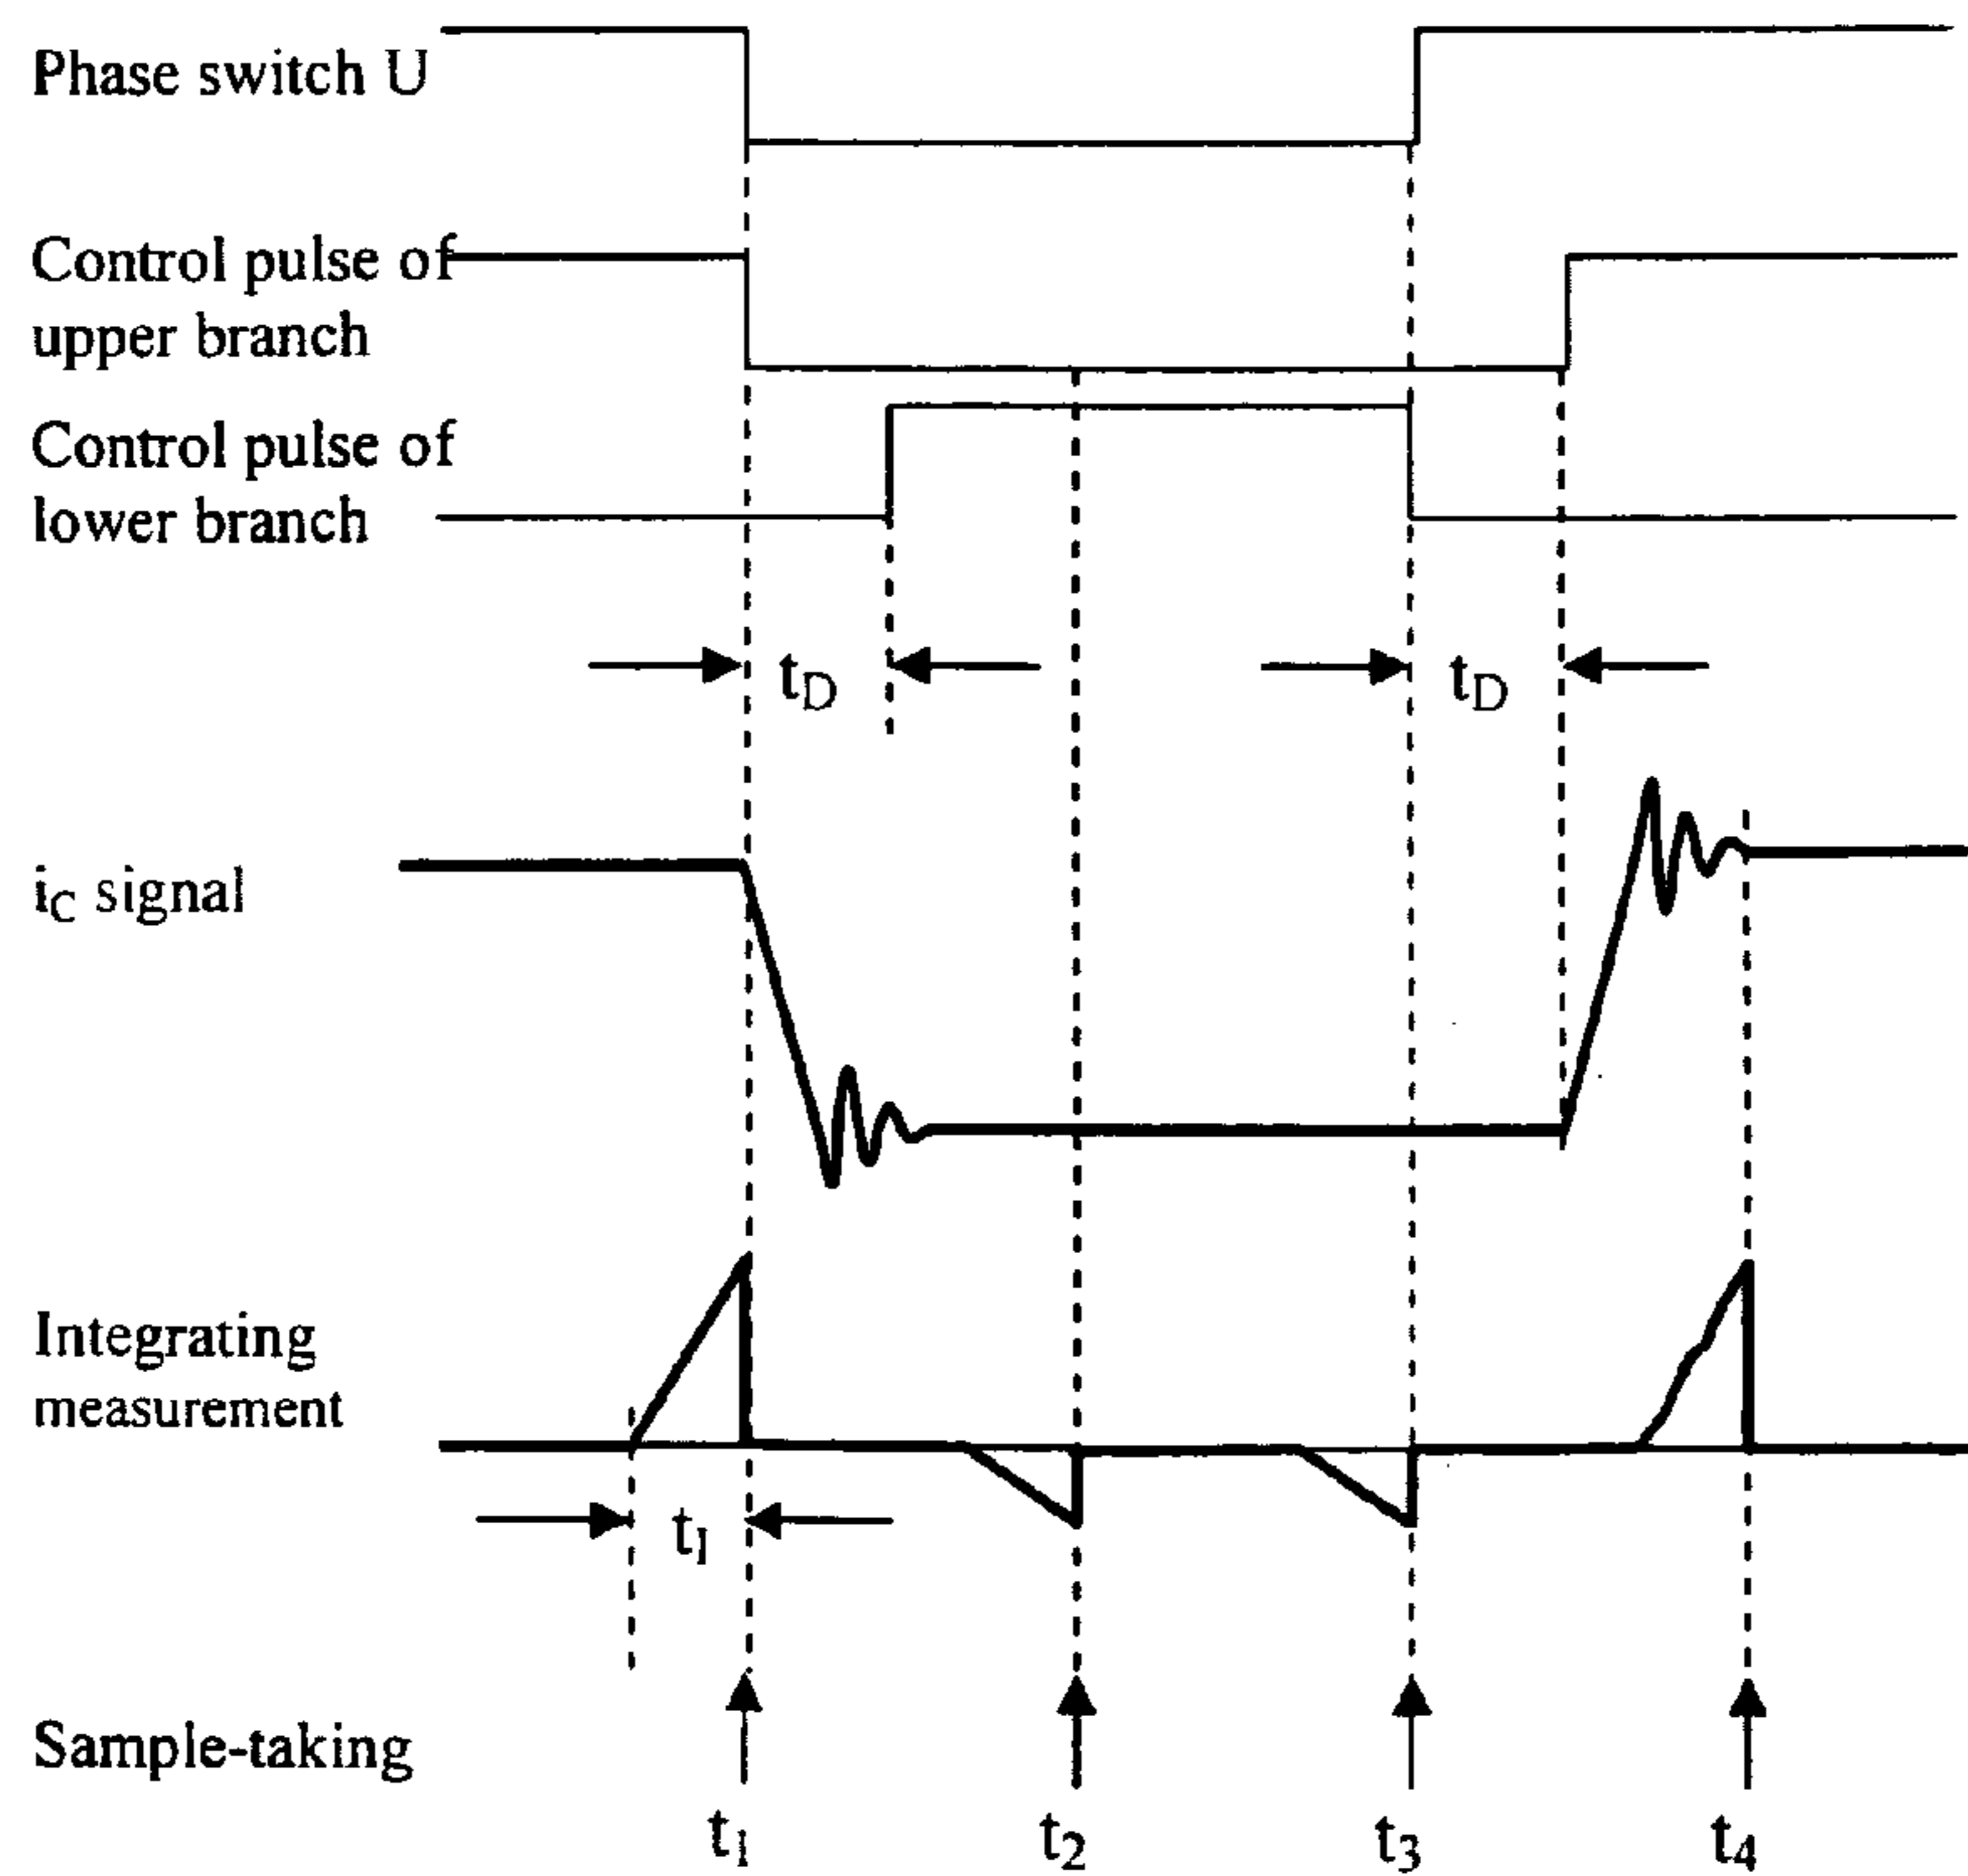 Phase switch U
Control pulse of
upper branch
Control pulse of
lower branch
tD tD
iC signal
Integrating
measurement
tI
Sample-taking
t1 t2 t3 t4